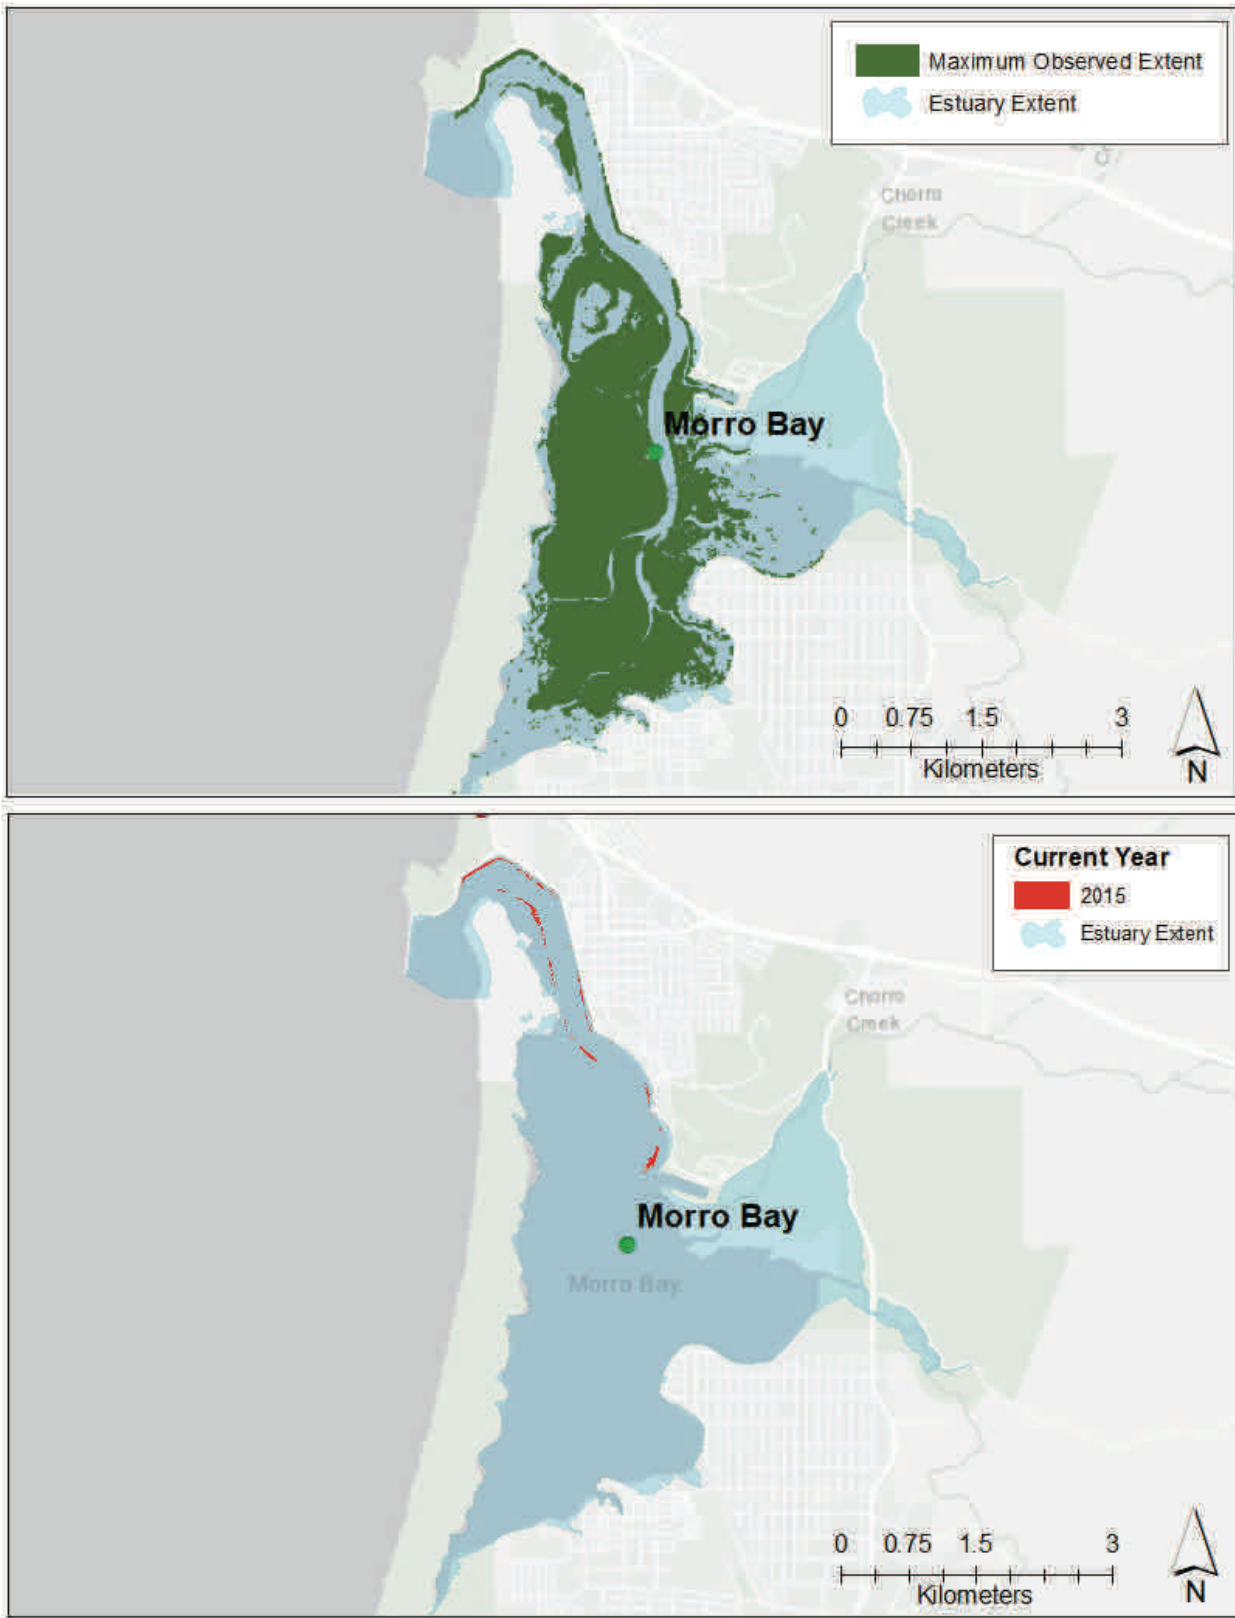 Maximum Observed Extent
Estuary Extent
Chorro
Creek
Morro Bay
0 0.75 1.5 3
Kilometers
N
Current Year
2015
Estuary Extent
Chorro
Creek
Morro Bay
Morro Bay
0 0.75 1.5 3
Kilometers
N